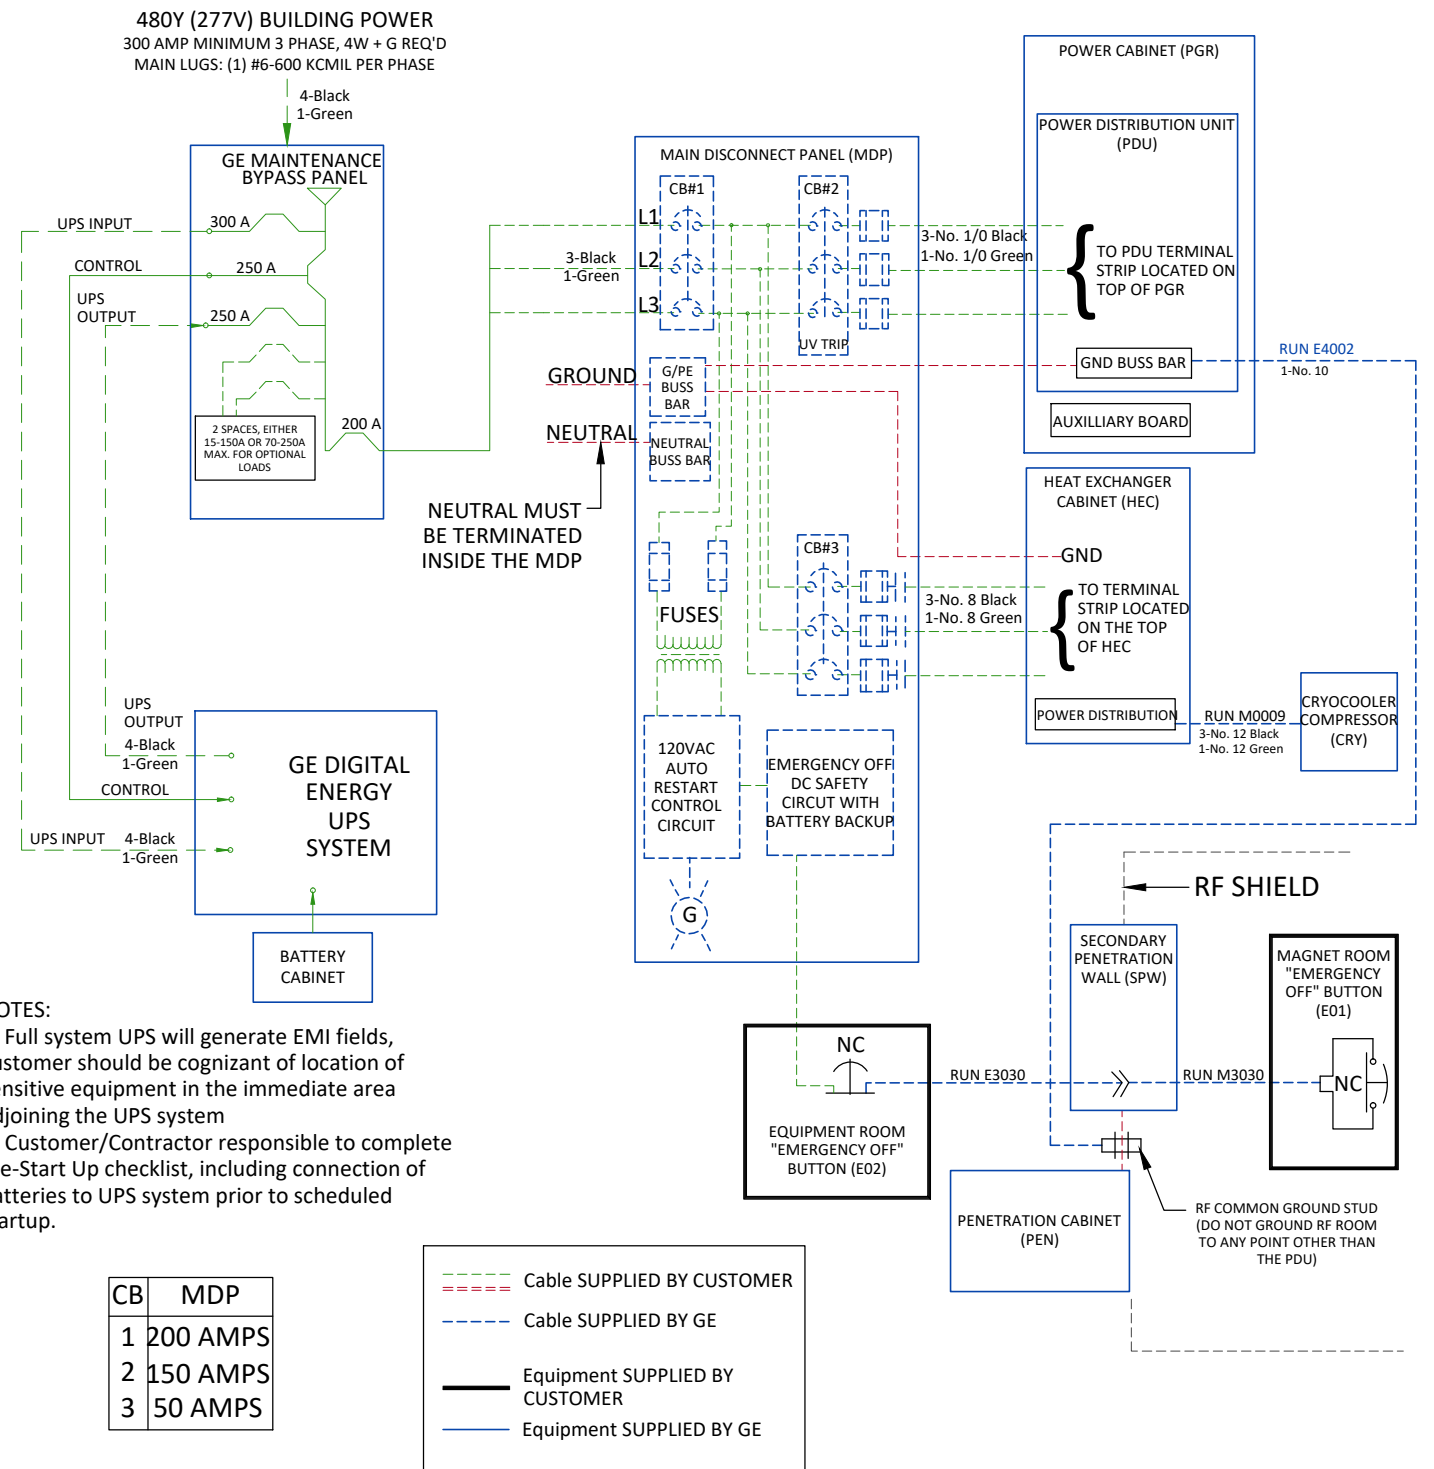 480Y (277V) BUILDING POWER
300 AMP MINIMUM 3 PHASE, 4W + G REQ'D
MAIN LUGS: (1) #6-600 KCMIL PER PHASE
4-Black
1-Green
GE MAINTENANCE
BYPASS PANEL
UPS INPUT
300 A
CONTROL
250 A
UPS
OUTPUT
250 A
2 SPACES, EITHER
15-150A OR 70-250A
MAX. FOR OPTIONAL
LOADS
200 A
3-Black
1-Green
MAIN DISCONNECT PANEL (MDP)
CB#1
CB#2
L1
L2
L3
UV TRIP
GROUND
G/PE
BUSS
BAR
NEUTRAL
NEUTRAL
BUSS BAR
NEUTRAL MUST
BE TERMINATED
INSIDE THE MDP
FUSES
CB#3
120VAC
AUTO
RESTART
CONTROL
CIRCUIT
EMERGENCY OFF
DC SAFETY
CIRCUT WITH
BATTERY BACKUP
G
POWER CABINET (PGR)
POWER DISTRIBUTION UNIT
(PDU)
3-No. 1/0 Black
1-No. 1/0 Green
{
TO PDU TERMINAL
STRIP LOCATED ON
TOP OF PGR
GND BUSS BAR
RUN E4002
1-No. 10
AUXILLIARY BOARD
HEAT EXCHANGER
CABINET (HEC)
GND
3-No. 8 Black
1-No. 8 Green
{
TO TERMINAL
STRIP LOCATED
ON THE TOP
OF HEC
POWER DISTRIBUTION
RUN M0009
3-No. 12 Black
1-No. 12 Green
CRYOCOOLER
COMPRESSOR
(CRY)
UPS
OUTPUT
4-Black
1-Green
CONTROL
UPS INPUT
4-Black
1-Green
GE DIGITAL
ENERGY
UPS
SYSTEM
BATTERY
CABINET
RF SHIELD
SECONDARY
PENETRATION
WALL (SPW)
MAGNET ROOM
"EMERGENCY
OFF" BUTTON
(E01)
NC
NC
RUN E3030
RUN M3030
EQUIPMENT ROOM
"EMERGENCY OFF"
BUTTON (E02)
PENETRATION CABINET
(PEN)
RF COMMON GROUND STUD
(DO NOT GROUND RF ROOM
TO ANY POINT OTHER THAN
THE PDU)
OTES:
Full system UPS will generate EMI fields,
ustomer should be cognizant of location of
ensitive equipment in the immediate area
djoining the UPS system
Customer/Contractor responsible to complete
e-Start Up checklist, including connection of
atteries to UPS system prior to scheduled
artup.
CB MDP
1 200 AMPS
2 150 AMPS
3 50 AMPS
Cable SUPPLIED BY CUSTOMER
Cable SUPPLIED BY GE
Equipment SUPPLIED BY
CUSTOMER
Equipment SUPPLIED BY GE